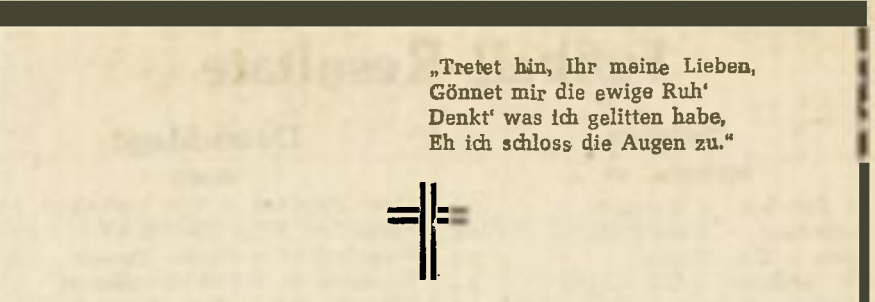 „Tretet hin, Ihr meine Lieben,
Gönnet mir die ewige Ruh‘
Denkt‘ was ich gelitten habe,
Eh ich schloss die Augen zu.“